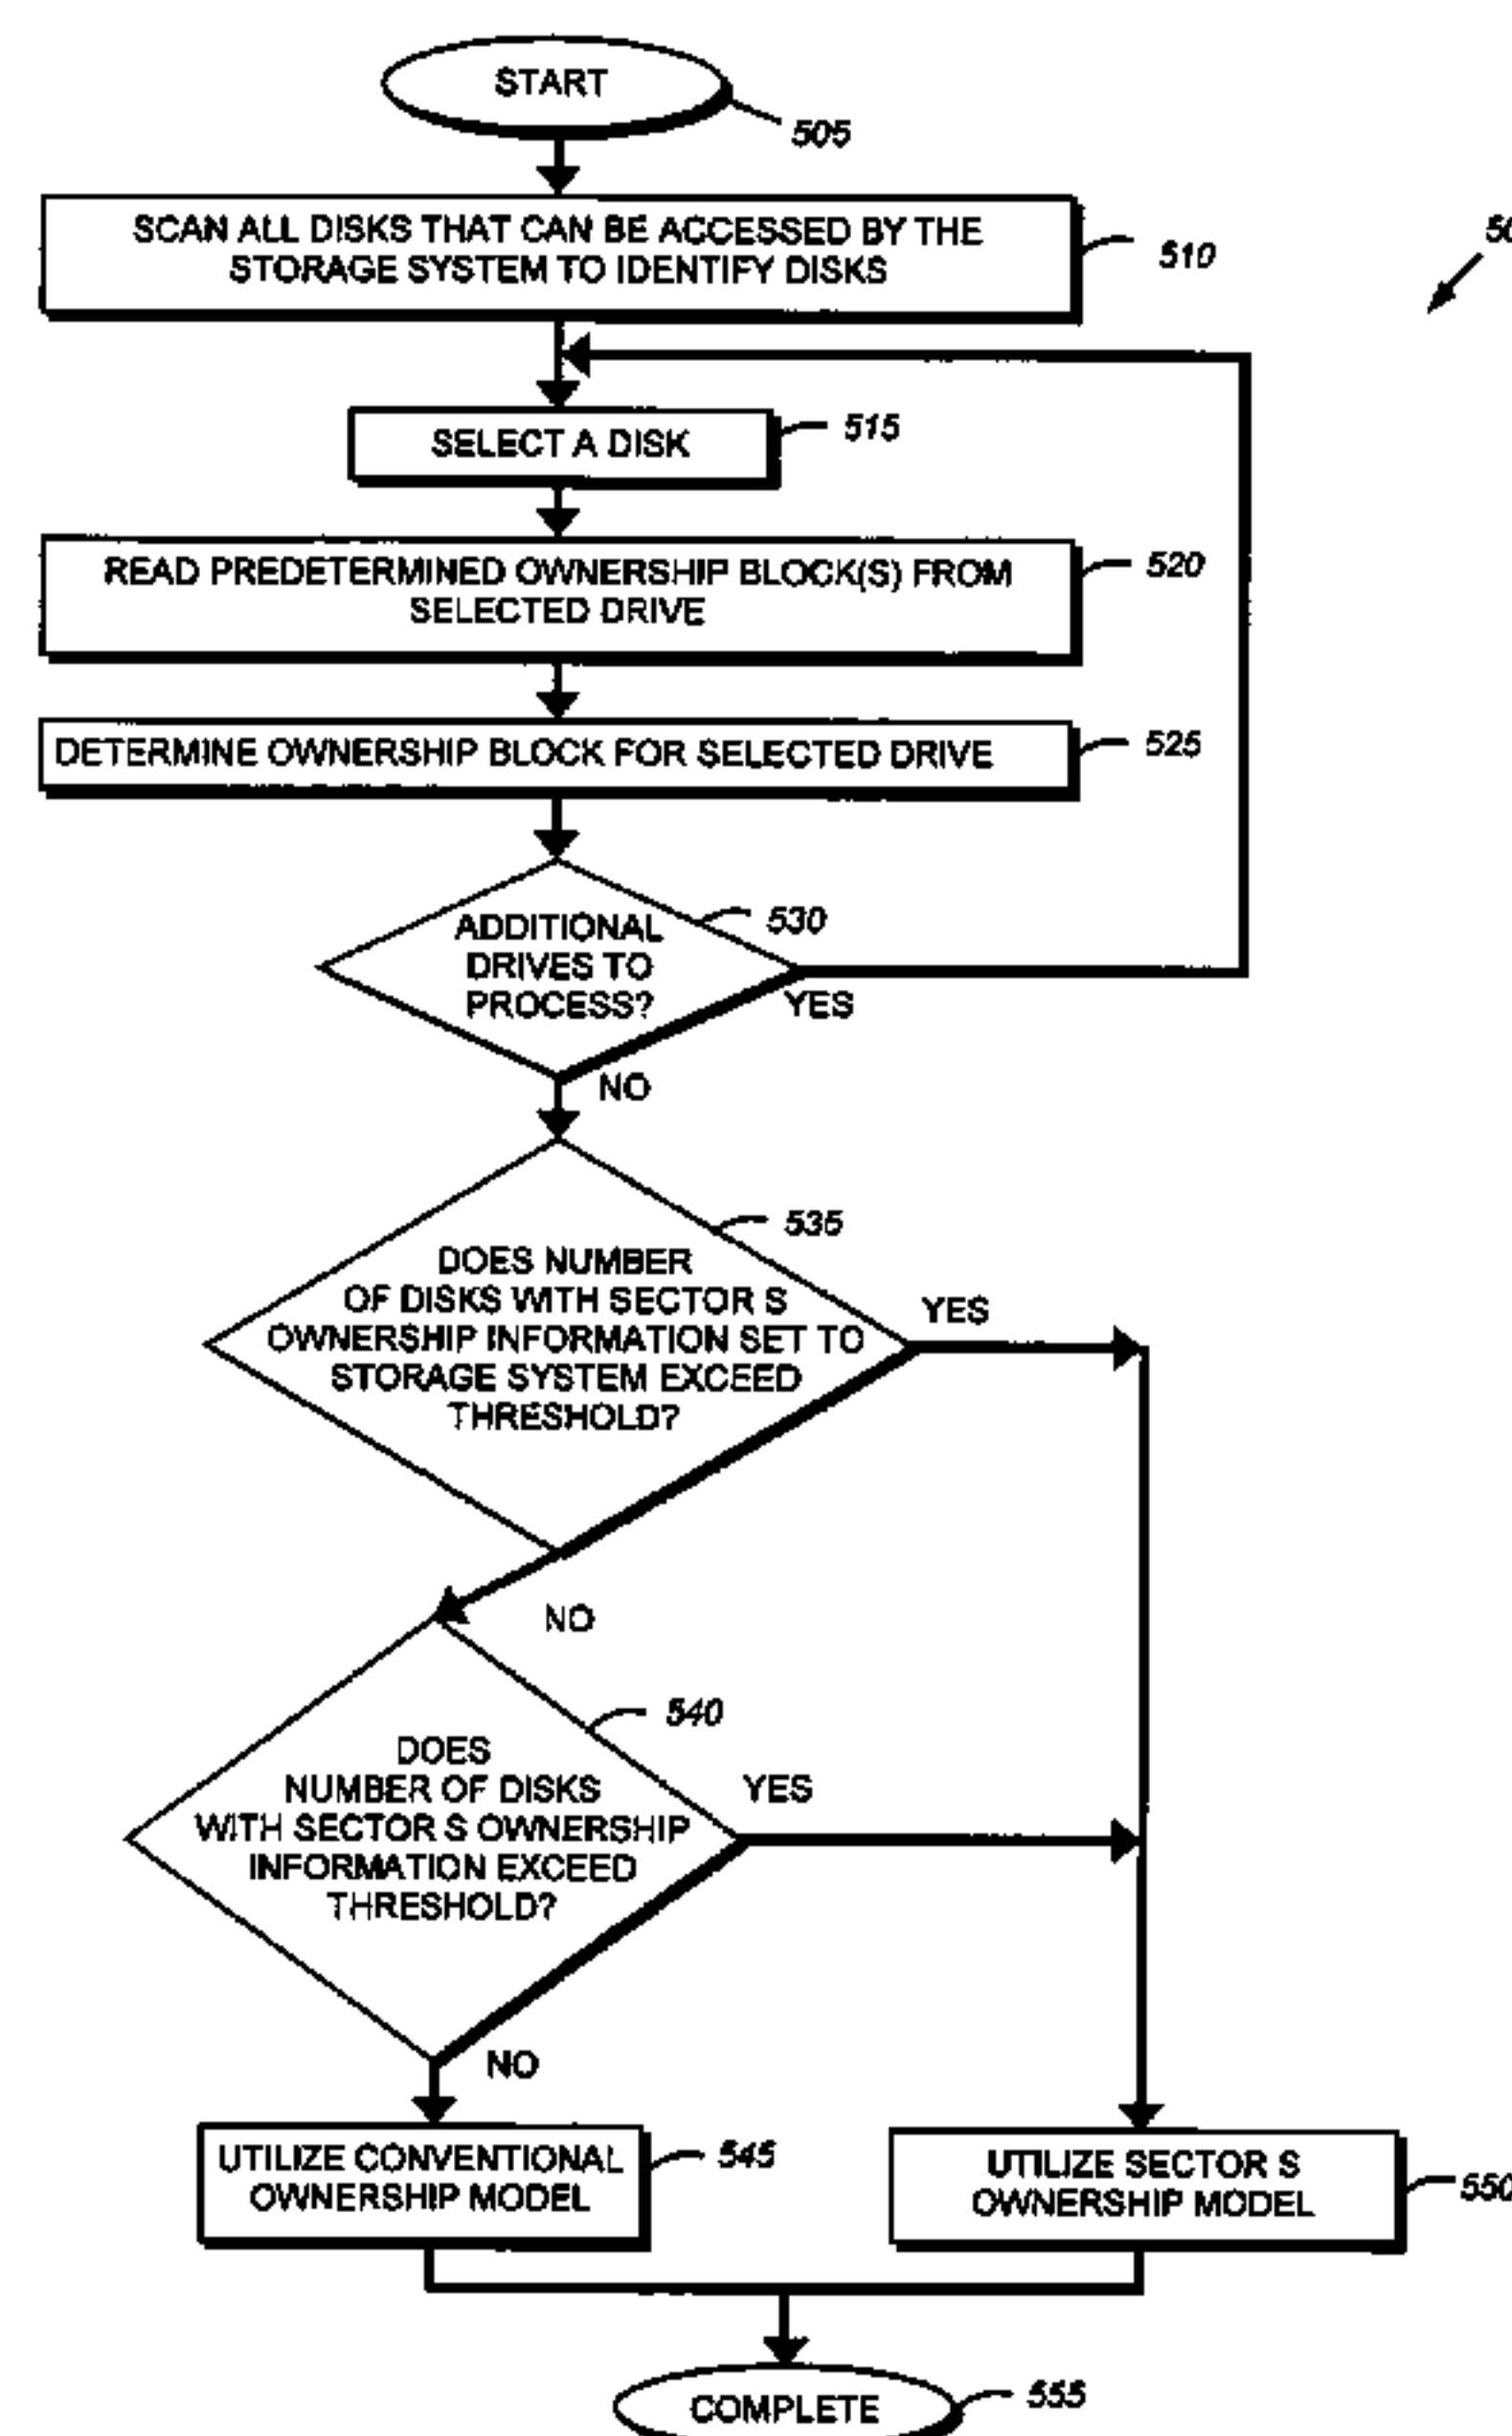 START
505
SCAN ALL DISKS THAT CAN BE ACCESSED BY THE
STORAGE SYSTEM TO IDENTIFY DISKS
510
SELECT A DISK
515
READ PREDETERMINED OWNERSHIP BLOCK(S) FROM
SELECTED DRIVE
520
DETERMINE OWNERSHIP BLOCK FOR SELECTED DRIVE
525
ADDITIONAL
DRIVES TO
PROCESS?
530
YES
NO
535
DOES NUMBER
OF DISKS WITH SECTOR S
OWNERSHIP INFORMATION SET TO
STORAGE SYSTEM EXCEED
THRESHOLD?
YES
NO
540
DOES
NUMBER OF DISKS
WITH SECTOR S OWNERSHIP
INFORMATION EXCEED
THRESHOLD?
YES
NO
UTILIZE CONVENTIONAL
OWNERSHIP MODEL
545
UTILIZE SECTOR S
OWNERSHIP MODEL
550
COMPLETE
555